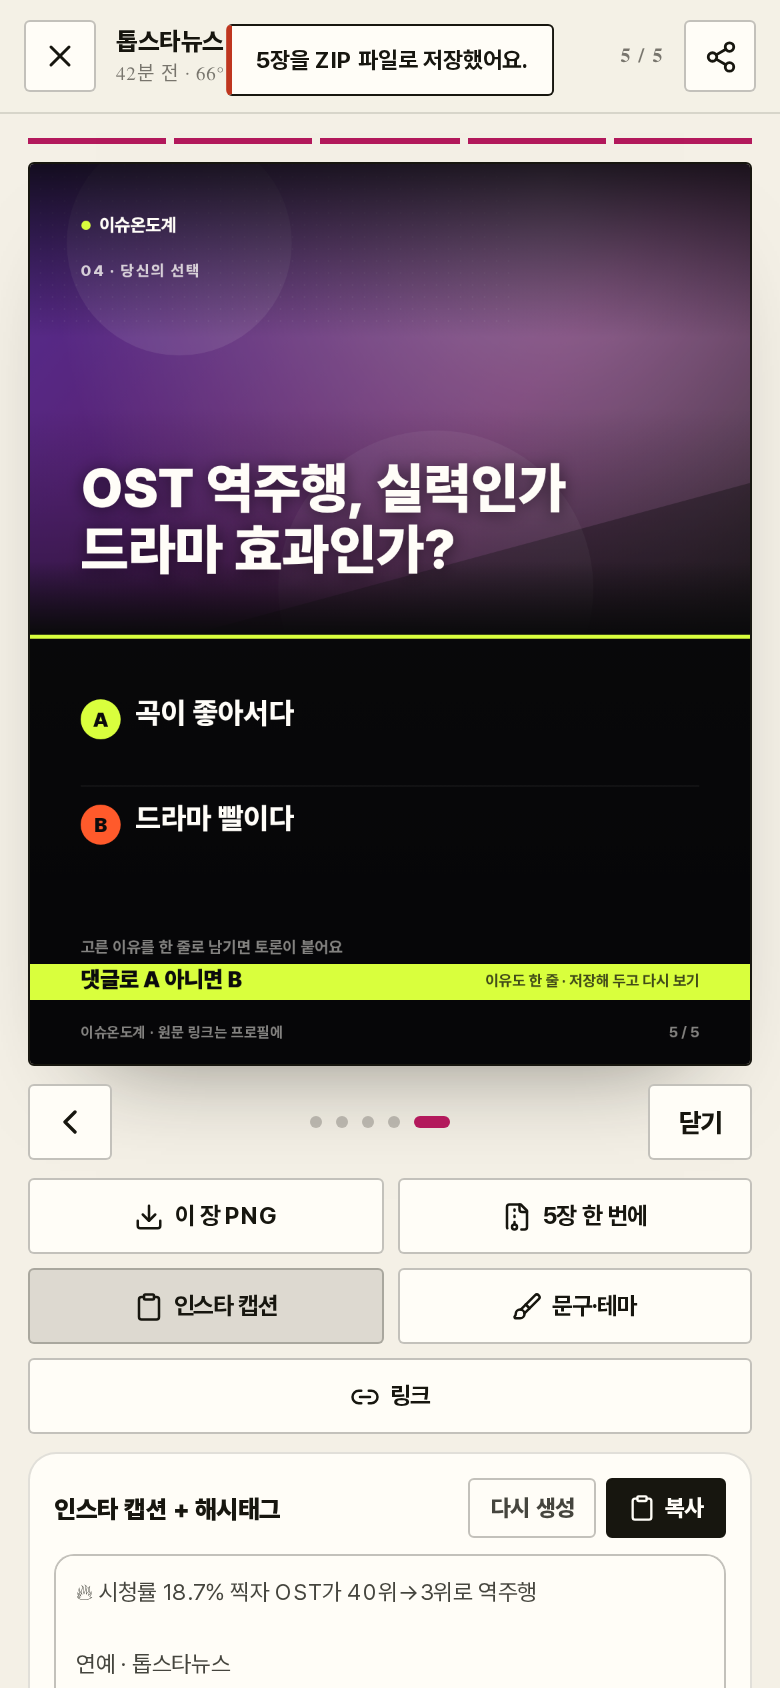 톱스타뉴스
42분 전 · 66°
5장을 ZIP 파일로 저장했어요.
5 / 5
이슈온도계
04 · 당신의 선택
OST 역주행, 실력인가
드라마 효과인가?
A 곡이 좋아서다
B 드라마 빨이다
고른 이유를 한 줄로 남기면 토론이 붙어요
댓글로 A 아니면 B
이유도 한 줄 · 저장해 두고 다시 보기
이슈온도계 · 원문 링크는 프로필에
5 / 5
닫기
이 장 PNG
5장 한 번에
인스타 캡션
문구·테마
링크
인스타 캡션 + 해시태그
다시 생성
복사
🔥 시청률 18.7% 찍자 OST가 40위→3위로 역주행
연예 · 톱스타뉴스